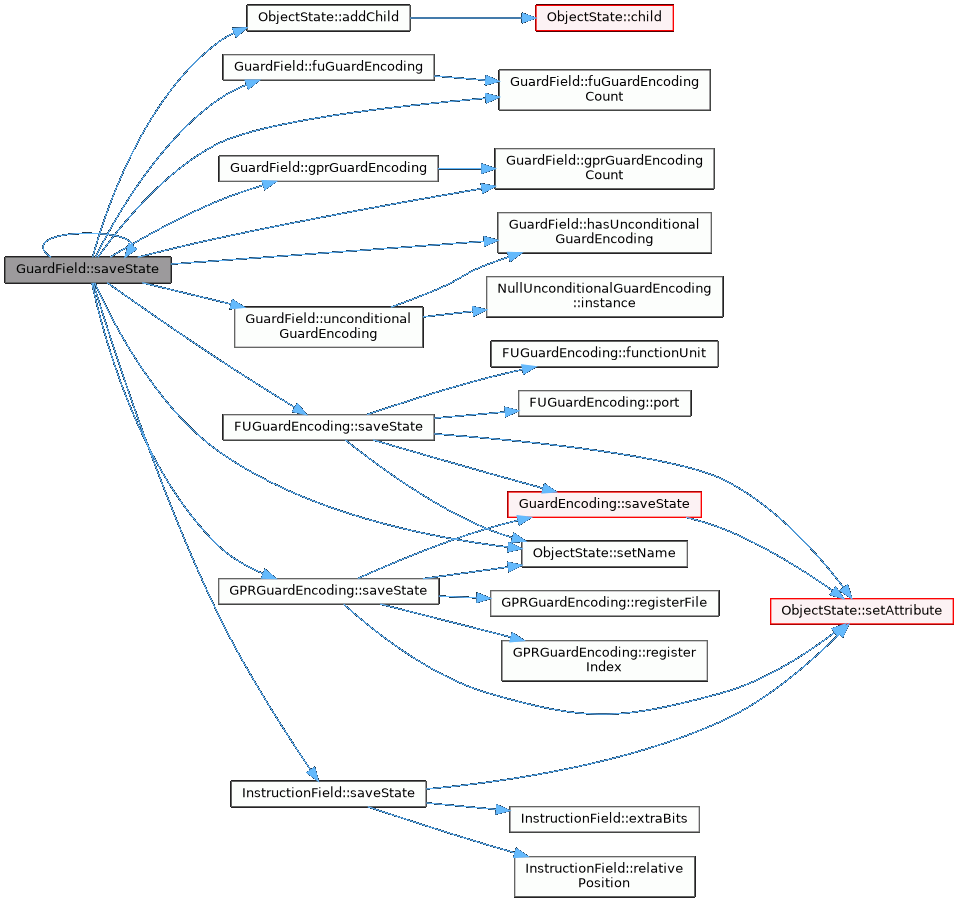 ObjectState::addChild
ObjectState::child
GuardField::fuGuardEncoding
GuardField::fuGuardEncoding
Count
GuardField::gprGuardEncoding
GuardField::gprGuardEncoding
Count
GuardField::hasUnconditional
GuardEncoding
GuardField::saveState
NullUnconditionalGuardEncoding
::instance
GuardField::unconditional
GuardEncoding
FUGuardEncoding::functionUnit
FUGuardEncoding::port
FUGuardEncoding::saveState
GuardEncoding::saveState
ObjectState::setName
GPRGuardEncoding::saveState
GPRGuardEncoding::registerFile
ObjectState::setAttribute
GPRGuardEncoding::register
Index
InstructionField::saveState
InstructionField::extraBits
InstructionField::relative
Position